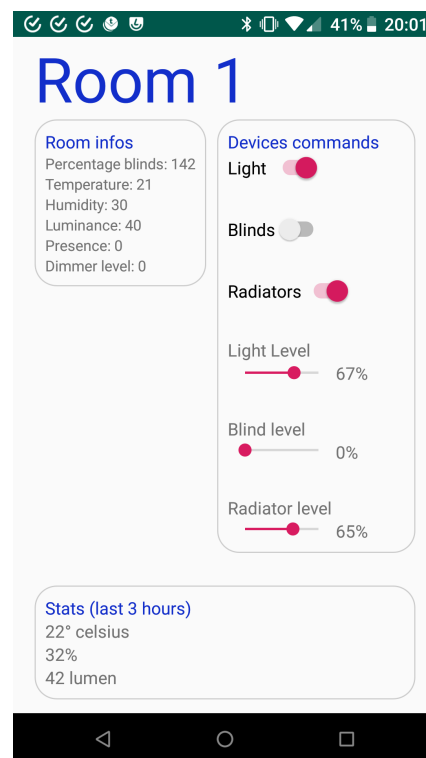 41% 20:01
Room 1
Room infos
Percentage blinds: 142
Temperature: 21
Humidity: 30
Luminance: 40
Presence: 0
Dimmer level: 0
Devices commands
Light
Blinds
Radiators
Light Level
67%
Blind level
0%
Radiator level
65%
Stats (last 3 hours)
22° celsius
32%
42 lumen